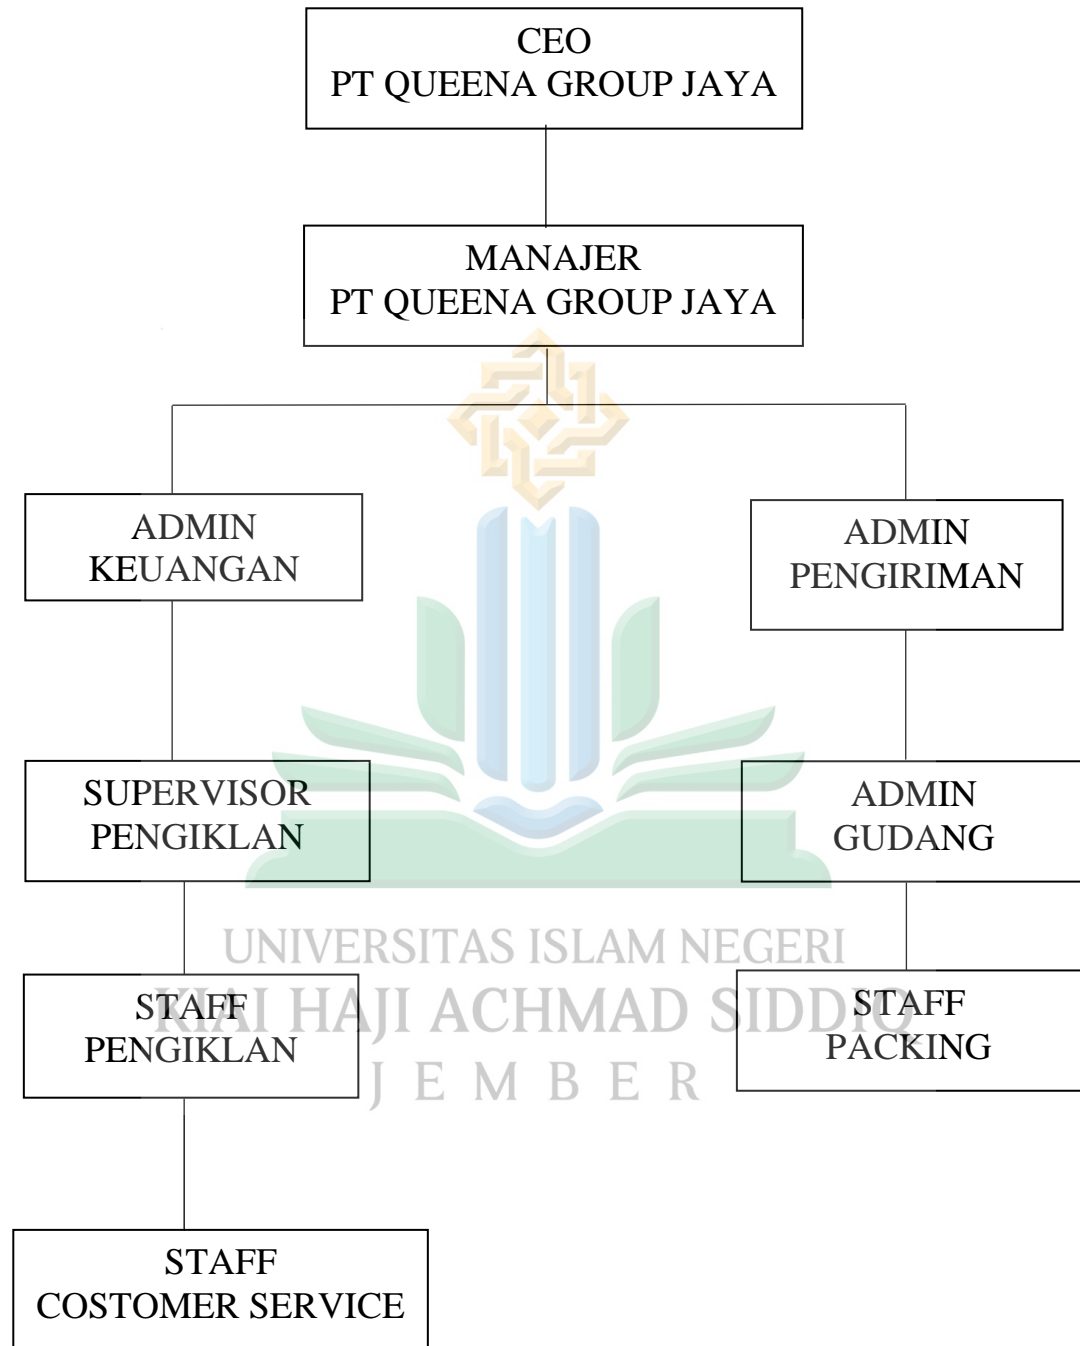 CEO
PT QUEENA GROUP JAYA
MANAJER
PT QUEENA GROUP JAYA
ADMIN
KEUANGAN
ADMIN
PENGIRIMAN
SUPERVISOR
PENGIKLAN
ADMIN
GUDANG
UNIVERSITAS ISLAM NEGERI
KIAI HAJI ACHMAD SIDDIQ
JEMBER
STAFF
PENGIKLAN
STAFF
PACKING
STAFF
COSTOMER SERVICE